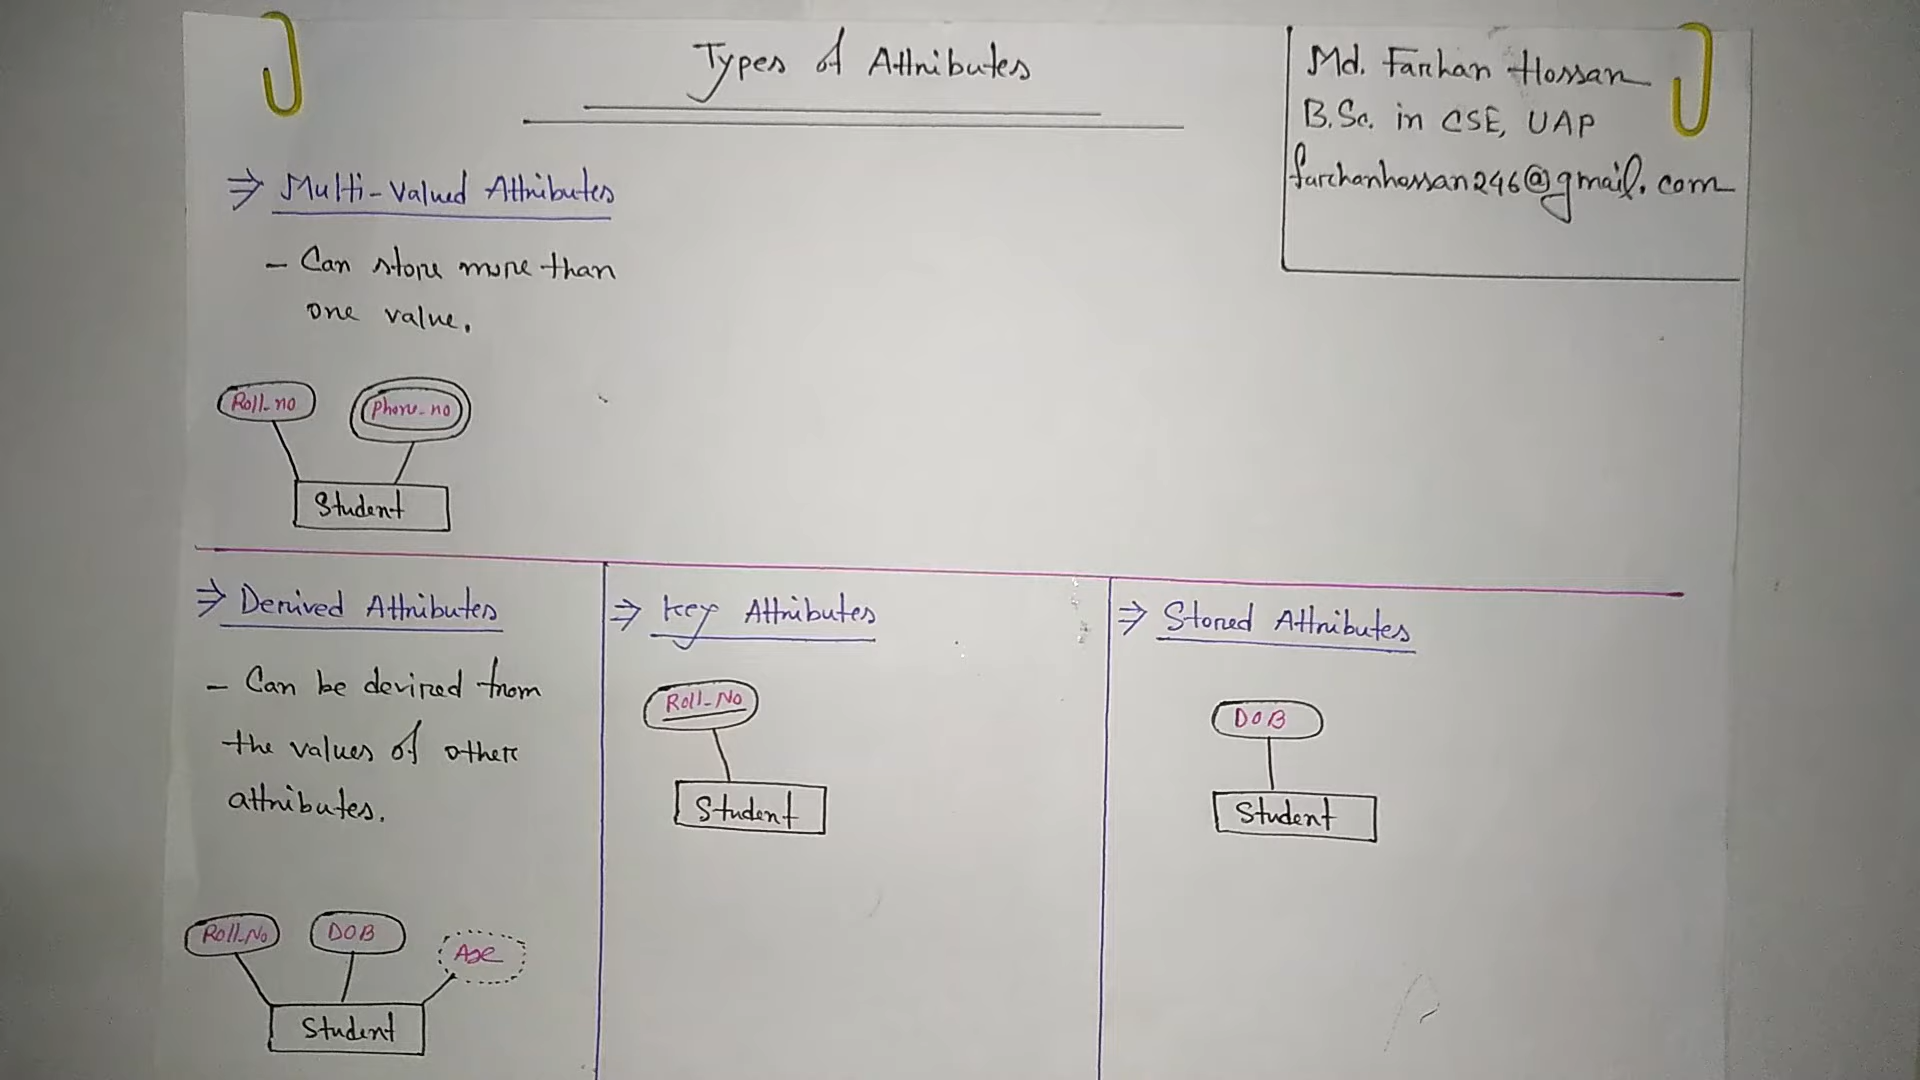 Types of Attributes
Md. Farhan Hossan
B.Sc. in CSE, UAP
farhanhossan246@gmail.com
⇒ Multi-Valued Attributes
- Can store more than
one value.
Roll_no
Phone_no
Student
⇒ Derived Attributes
- Can be devired from
the values of other
attributes.
Roll_No
DOB
Age
Student
⇒ Key Attributes
Roll_No
Student
⇒ Stored Attributes
DOB
Student